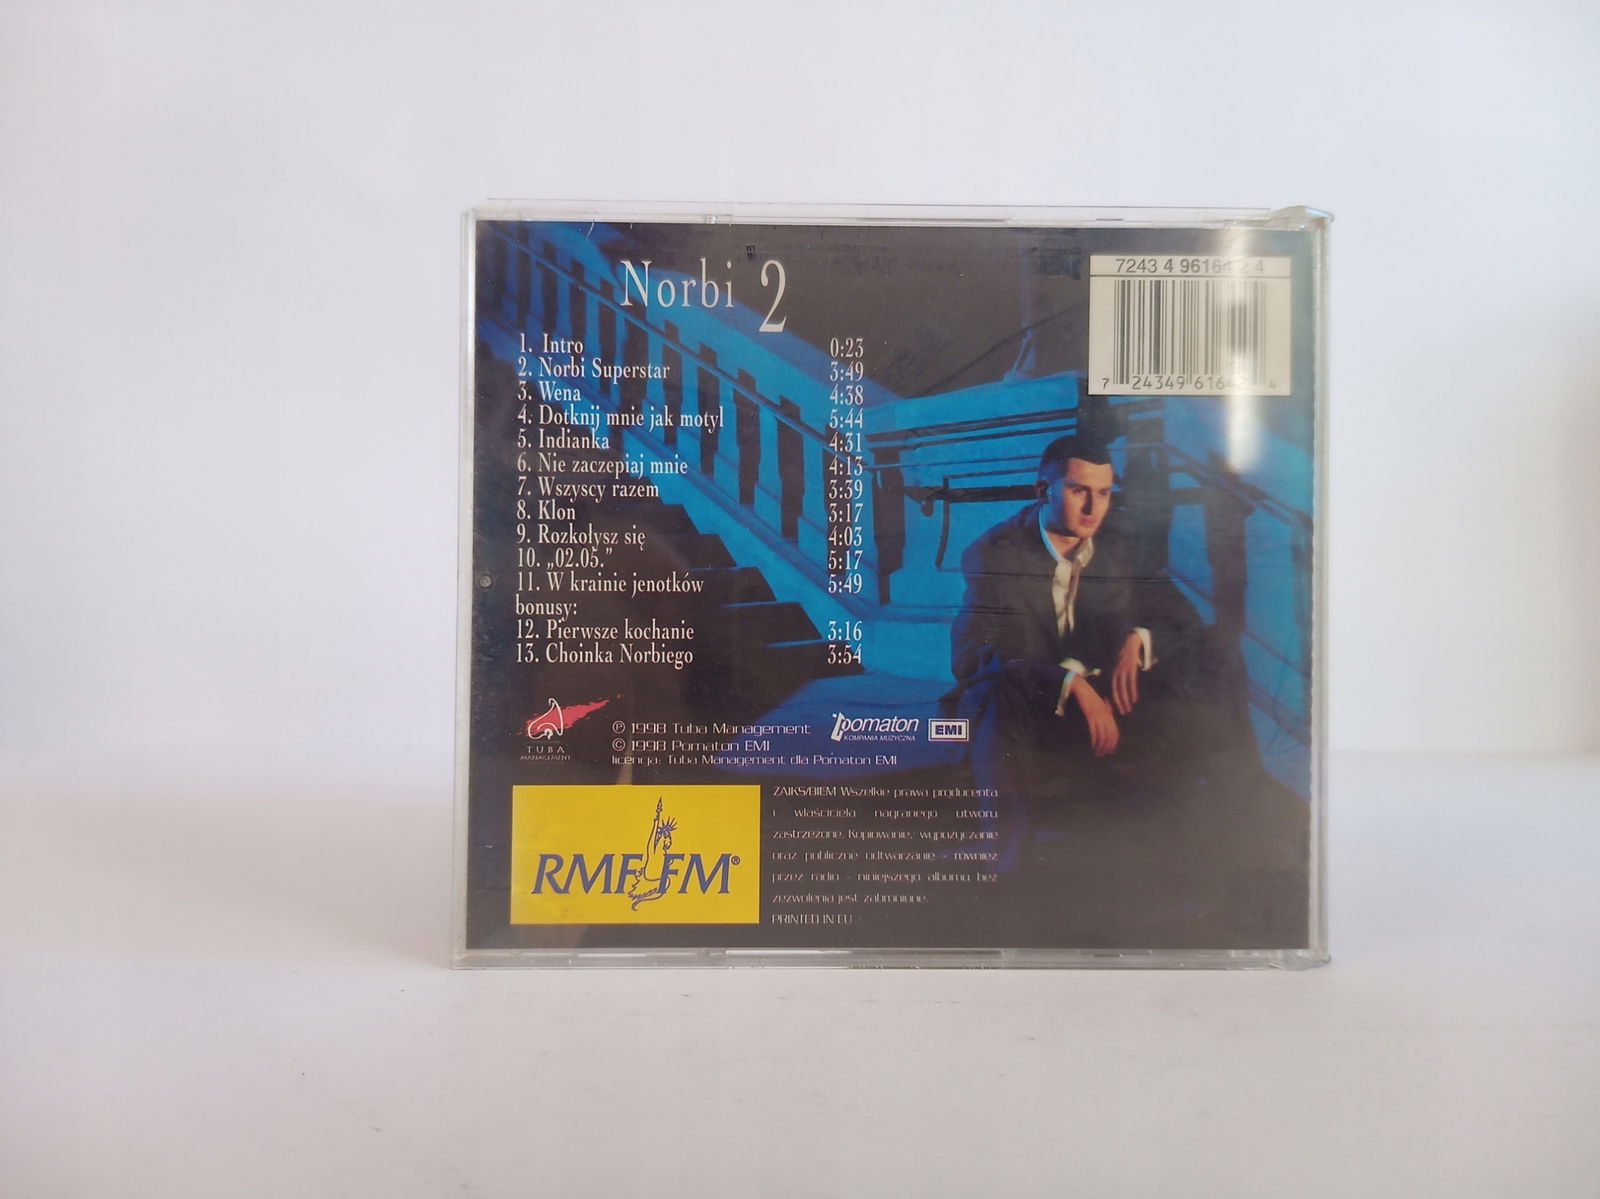 Norbi 2
7243 4 96164 2 4
1. Intro 0:23
2. Norbi Superstar 3:49
3. Wena 4:38
4. Dotknij mnie jak motyl 5:44
5. Indianka 4:31
6. Nie zaczepiaj mnie 4:13
7. Wszyscy razem 3:39
8. Klon 3:17
9. Rozkołysz się 4:03
10. „02.05.” 5:17
11. W krainie jenotków 5:49
bonusy:
12. Pierwsze kochanie 3:16
13. Choinka Norbiego 3:54
7 24349 6164 4
TUBA
MANAGEMENT
℗ 1998 Tuba Management
© 1998 Pomaton EMI
licencja: Tuba Management dla Pomaton EMI
pomaton
KOMPANIA MUZYCZNA
EMI
RMF FM®
ZAIKS/BIEM Wszelkie prawa producenta
i właściciela nagranego utworu
zastrzeżone. Kopiowanie, wypożyczanie
oraz publiczne odtwarzanie - również
przez radio - niniejszego albumu bez
zezwolenia jest zabronione.
PRINTED IN EU